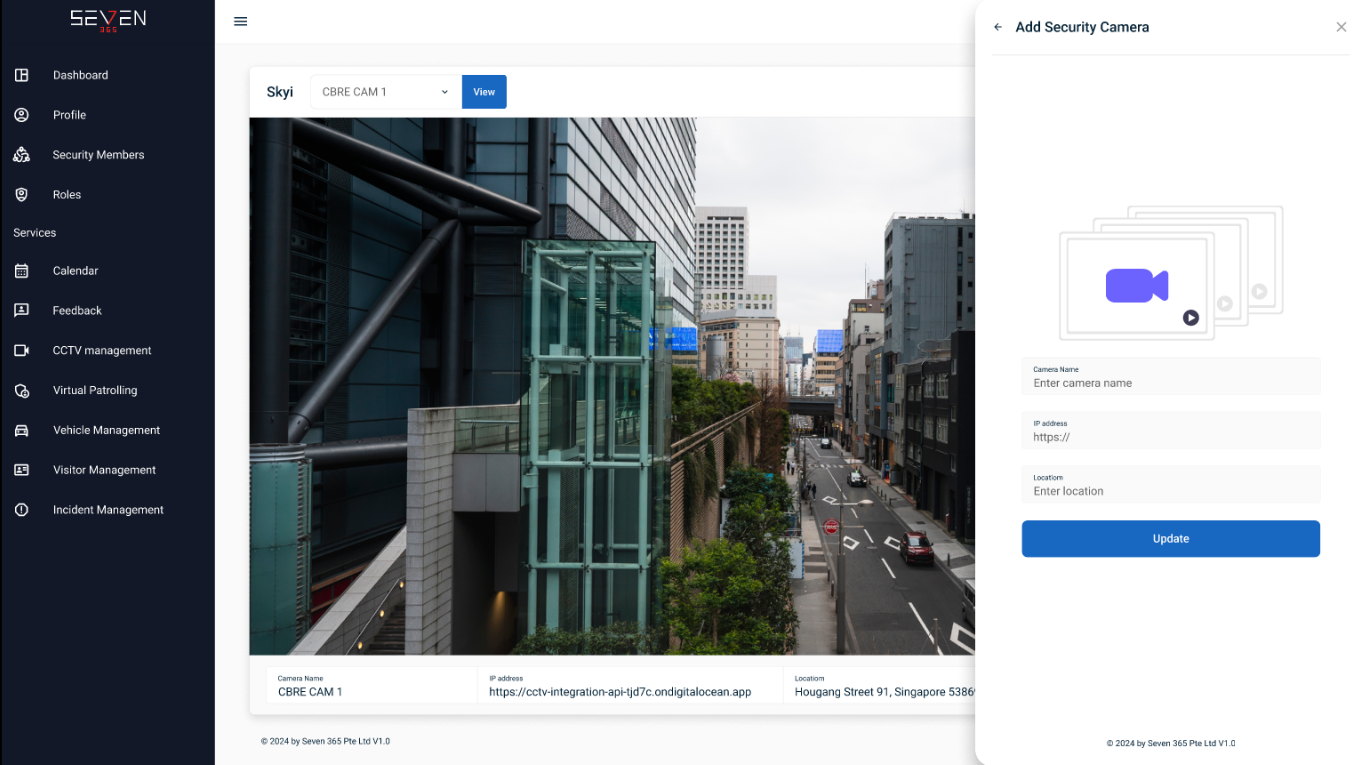 SEVEN
365
Dashboard
Profile
Security Members
Roles
Services
Calendar
Feedback
CCTV management
Virtual Patrolling
Vehicle Management
Visitor Management
Incident Management
Skyi
CBRE CAM 1
View
Camera Name
CBRE CAM 1
IP address
https://cctv-integration-api-tjd7c.ondigitalocean.app
Locatiom
Hougang Street 91, Singapore 5386
© 2024 by Seven 365 Pte Ltd V1.0
Add Security Camera
Camera Name
Enter camera name
IP address
https://
Locatiom
Enter location
Update
© 2024 by Seven 365 Pte Ltd V1.0